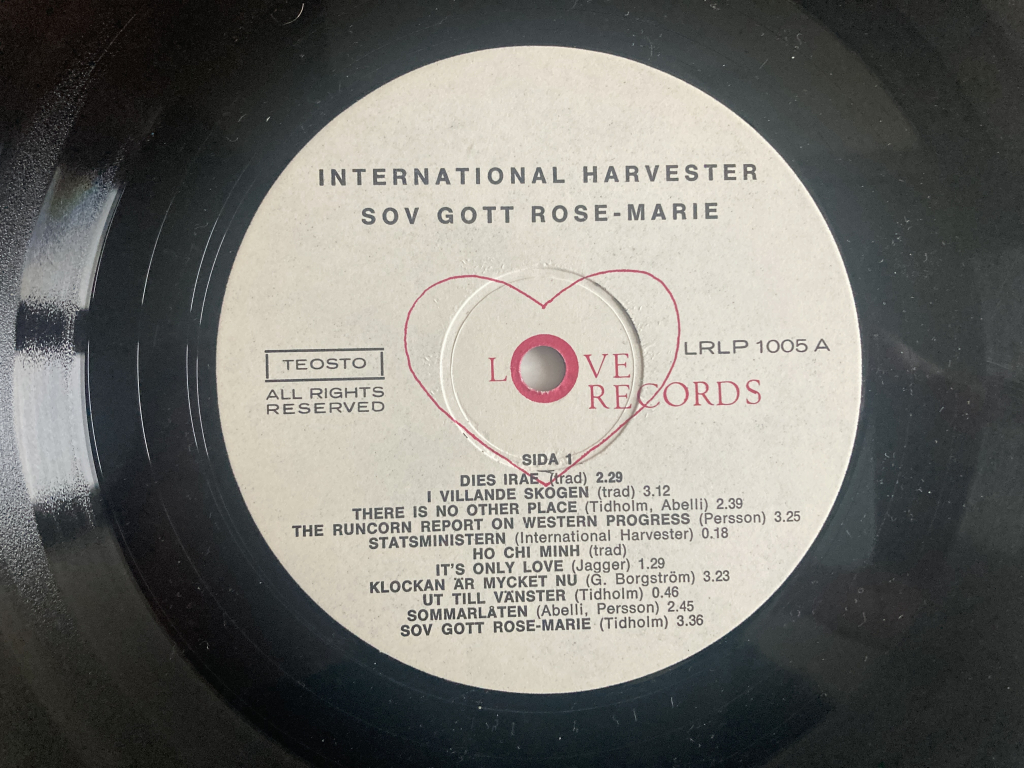 INTERNATIONAL HARVESTER
SOV GOTT ROSE-MARIE
LOVE
RECORDS
LRLP 1005 A
TEOSTO
ALL RIGHTS
RESERVED
SIDA 1
DIES IRAE (trad) 2.29
I VILLANDE SKOGEN (trad) 3.12
THERE IS NO OTHER PLACE (Tidholm, Abelli) 2.39
THE RUNCORN REPORT ON WESTERN PROGRESS (Persson) 3.25
STATSMINISTERN (International Harvester) 0.18
HO CHI MINH (trad)
IT'S ONLY LOVE (Jagger) 1.29
KLOCKAN ÄR MYCKET NU (G. Borgström) 3.23
UT TILL VÄNSTER (Tidholm) 0.46
SOMMARLÅTEN (Abelli, Persson) 2.45
SOV GOTT ROSE-MARIE (Tidholm) 3.36